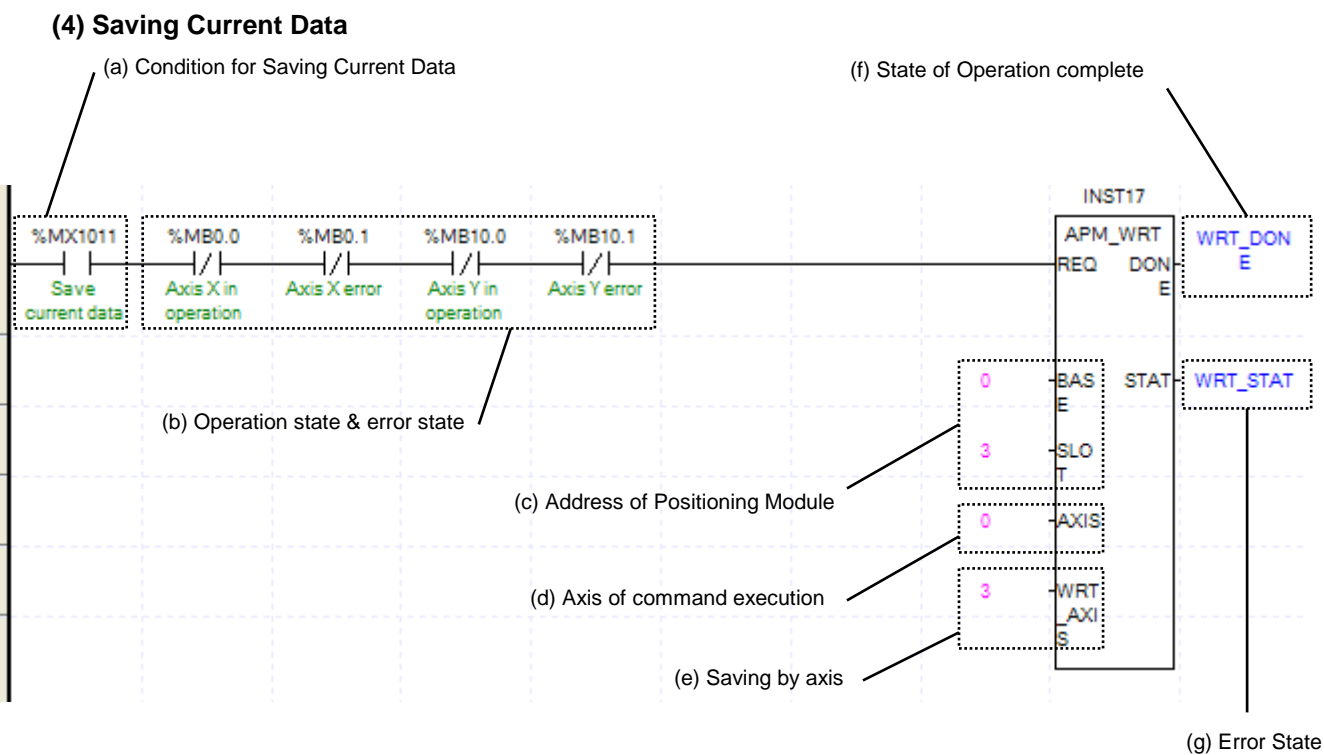 (4) Saving Current Data
(a) Condition for Saving Current Data
(f) State of Operation complete
INST17
%MX1011
%MB0.0
%MB0.1
%MB10.0
%MB10.1
APM_WRT
WRT_DON
E
REQ
DON
E
Save
current data
Axis X in
operation
Axis X error
Axis Y in
operation
Axis Y error
0
BAS
E
STAT
WRT_STAT
(b) Operation state & error state
3
SLO
T
(c) Address of Positioning Module
0
AXIS
(d) Axis of command execution
3
WRT
_AXI
S
(e) Saving by axis
(g) Error State